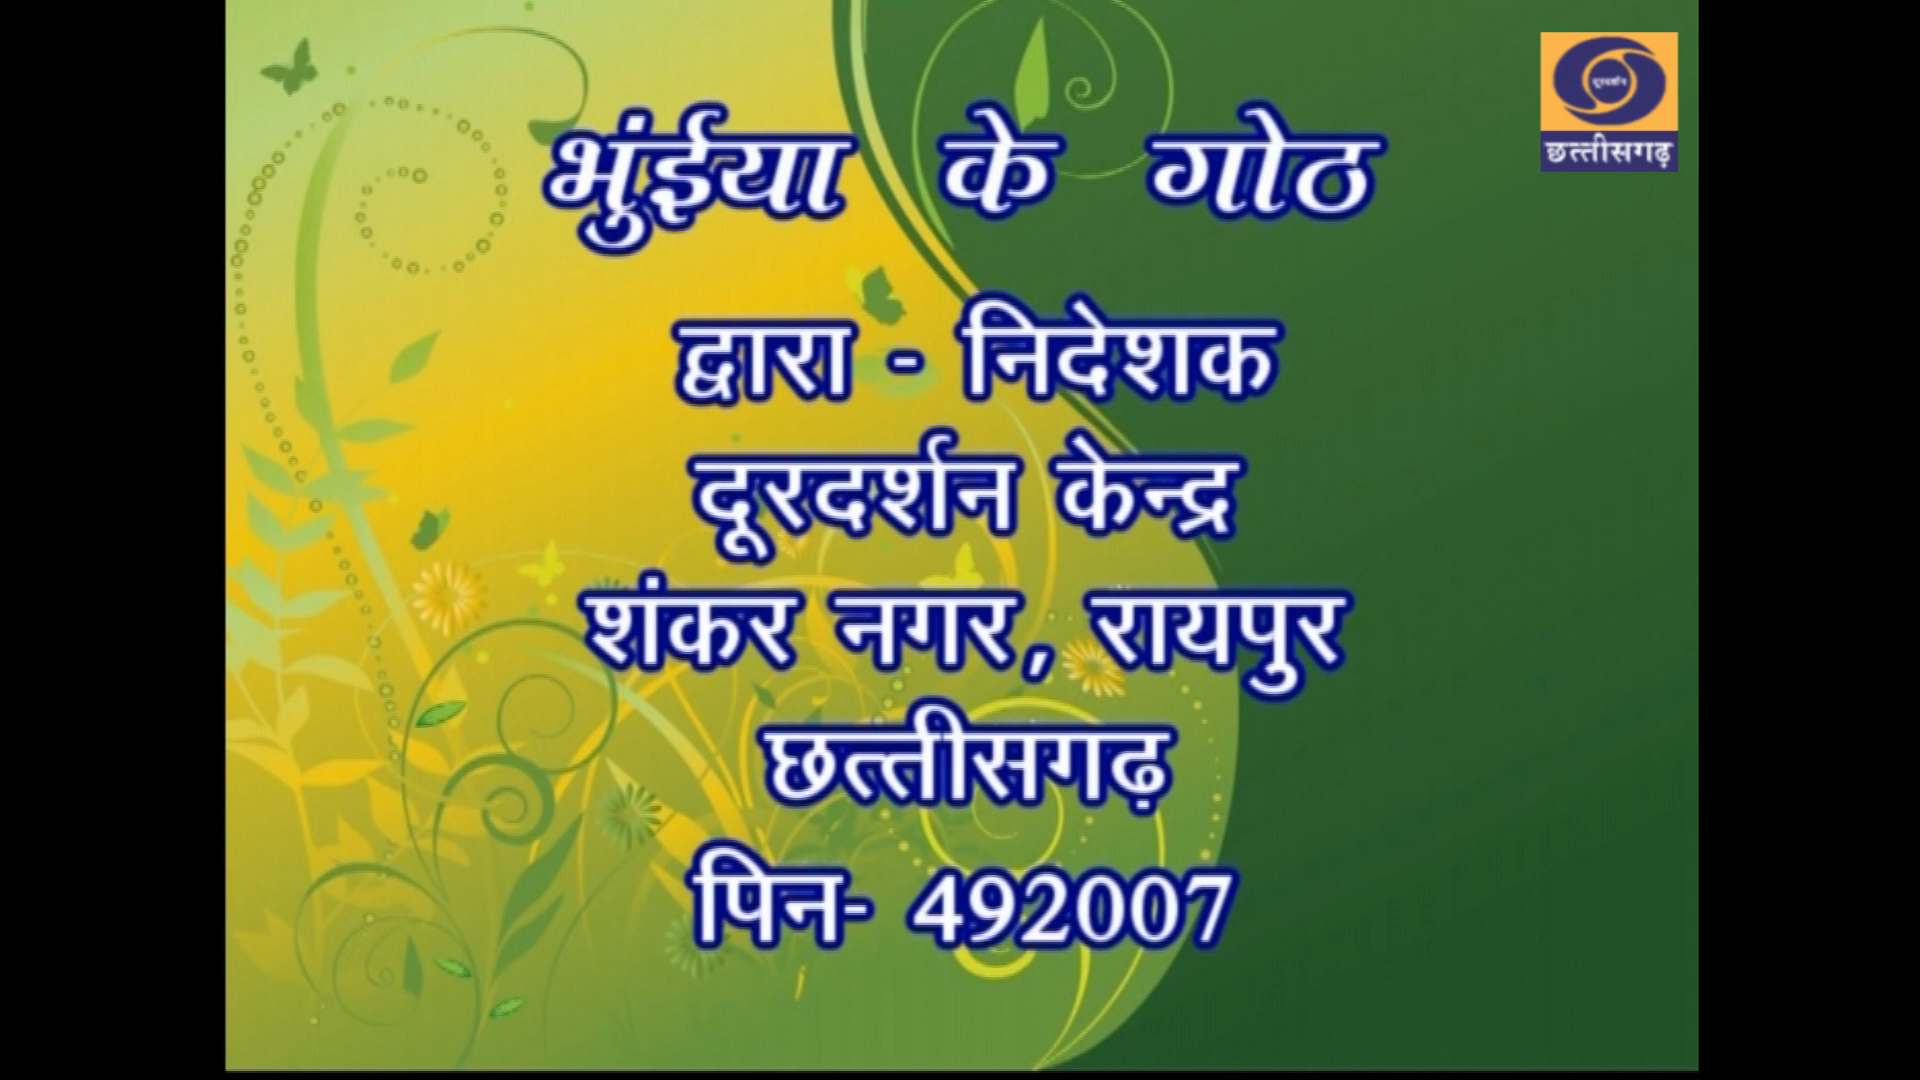 भुंईया के गोठ
द्वारा - निदेशक
दूरदर्शन केन्द्र
शंकर नगर, रायपुर
छत्तीसगढ़
पिन- 492007
दूरदर्शन
छत्तीसगढ़